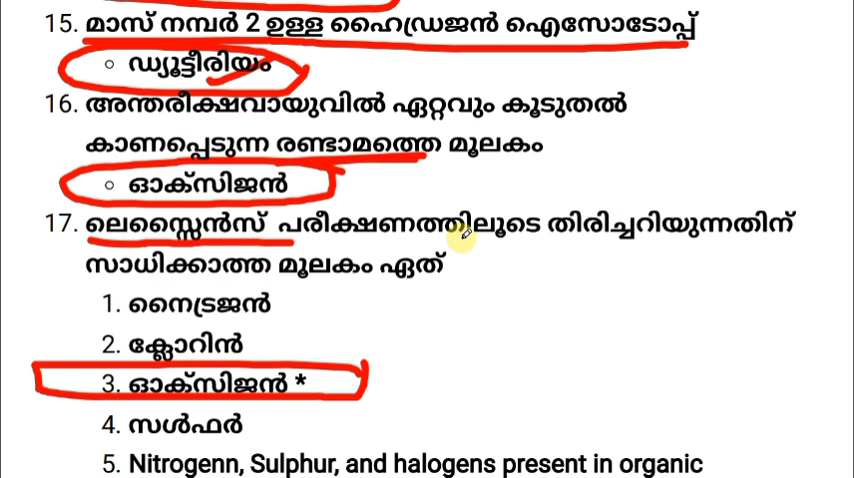 15. മാസ് നമ്പർ 2 ഉള്ള ഹൈഡ്രജൻ ഐസോടോപ്പ്
○ ഡ്യൂട്ടീരിയം
16. അന്തരീക്ഷവായുവിൽ ഏറ്റവും കൂടുതൽ
കാണപ്പെടുന്ന രണ്ടാമത്തെ മൂലകം
○ ഓക്സിജൻ
17. ലെസ്സൈൻസ് പരീക്ഷണത്തിലൂടെ തിരിച്ചറിയുന്നതിന്
സാധിക്കാത്ത മൂലകം ഏത്
1. നൈട്രജൻ
2. ക്ലോറിൻ
3. ഓക്സിജൻ *
4. സൾഫർ
5. Nitrogenn, Sulphur, and halogens present in organic